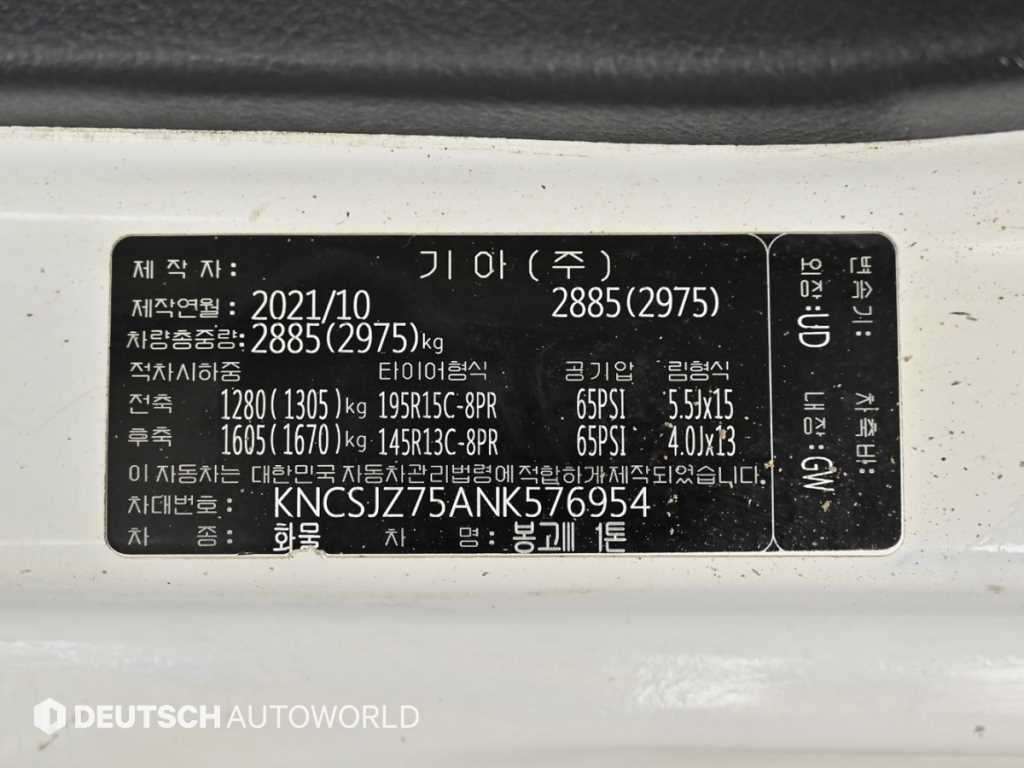 제 작 자 : 기 아 ( 주 )
제작연월 : 2021/10 2885(2975)
차량총중량: 2885(2975)kg
적차시하중 타이어형식 공기압 림형식
전축 1280(1305)kg 195R15C-8PR 65PSI 5.5Jx15
후축 1605(1670)kg 145R13C-8PR 65PSI 4.0Jx13
이 자동차는 대한민국 자동차관리법령에 적합하게 제작되었습니다.
차대번호: KNCSJZ75ANK576954
차 종: 화물 차 명: 봉고Ⅲ 1톤
변속기: 차축비:
외장:UD 내장:GW
DEUTSCH AUTOWORLD